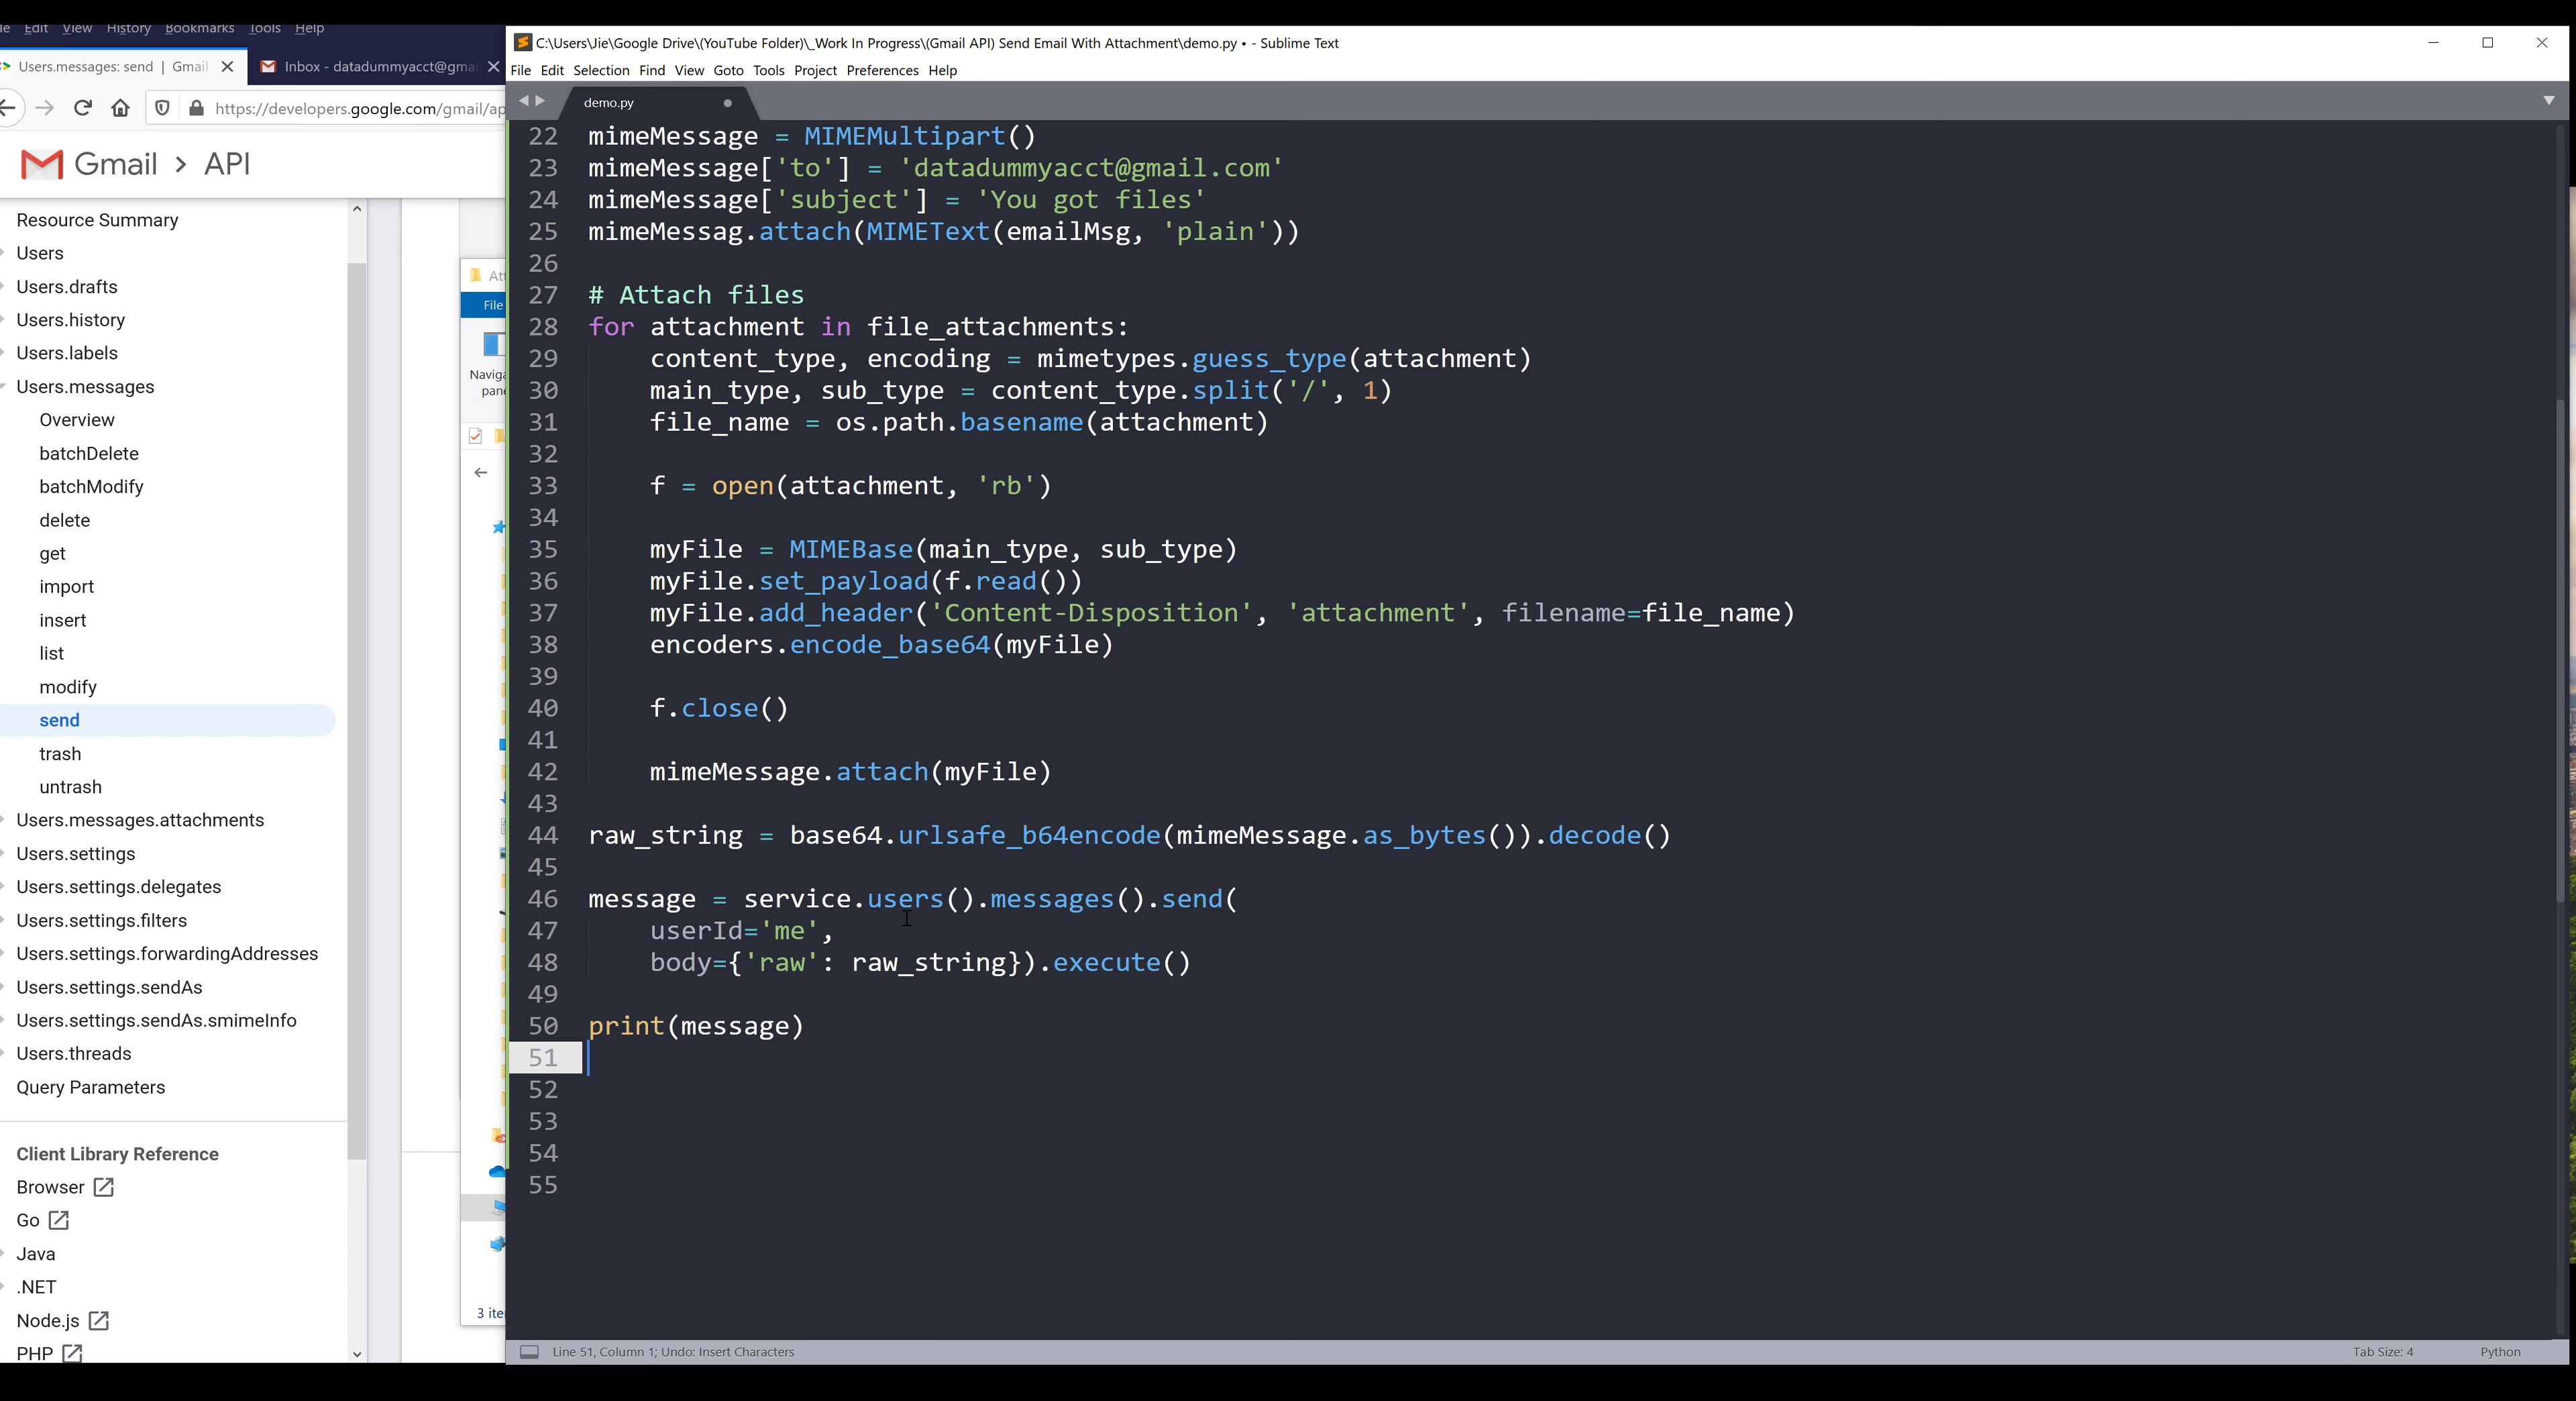 Edit View History Bookmarks Tools Help
Users.messages: send | Gmail
Inbox - datadummyacct@gmai
https://developers.google.com/gmail/ap
Gmail > API
Resource Summary
Users
Users.drafts
Users.history
Users.labels
Users.messages
Overview
batchDelete
batchModify
delete
get
import
insert
list
modify
send
trash
untrash
Users.messages.attachments
Users.settings
Users.settings.delegates
Users.settings.filters
Users.settings.forwardingAddresses
Users.settings.sendAs
Users.settings.sendAs.smimeInfo
Users.threads
Query Parameters
Client Library Reference
Browser
Go
Java
.NET
Node.js
PHP
File
3 ite
C:\Users\Jie\Google Drive\(YouTube Folder)\_Work In Progress\(Gmail API) Send Email With Attachment\demo.py • - Sublime Text
File Edit Selection Find View Goto Tools Project Preferences Help
demo.py
22 mimeMessage = MIMEMultipart()
23 mimeMessage['to'] = 'datadummyacct@gmail.com'
24 mimeMessage['subject'] = 'You got files'
25 mimeMessag.attach(MIMEText(emailMsg, 'plain'))
26
27 # Attach files
28 for attachment in file_attachments:
29     content_type, encoding = mimetypes.guess_type(attachment)
30     main_type, sub_type = content_type.split('/', 1)
31     file_name = os.path.basename(attachment)
32
33     f = open(attachment, 'rb')
34
35     myFile = MIMEBase(main_type, sub_type)
36     myFile.set_payload(f.read())
37     myFile.add_header('Content-Disposition', 'attachment', filename=file_name)
38     encoders.encode_base64(myFile)
39
40     f.close()
41
42     mimeMessage.attach(myFile)
43
44 raw_string = base64.urlsafe_b64encode(mimeMessage.as_bytes()).decode()
45
46 message = service.users().messages().send(
47     userId='me',
48     body={'raw': raw_string}).execute()
49
50 print(message)
51
52
53
54
55
Line 51, Column 1; Undo: Insert Characters
Tab Size: 4
Python